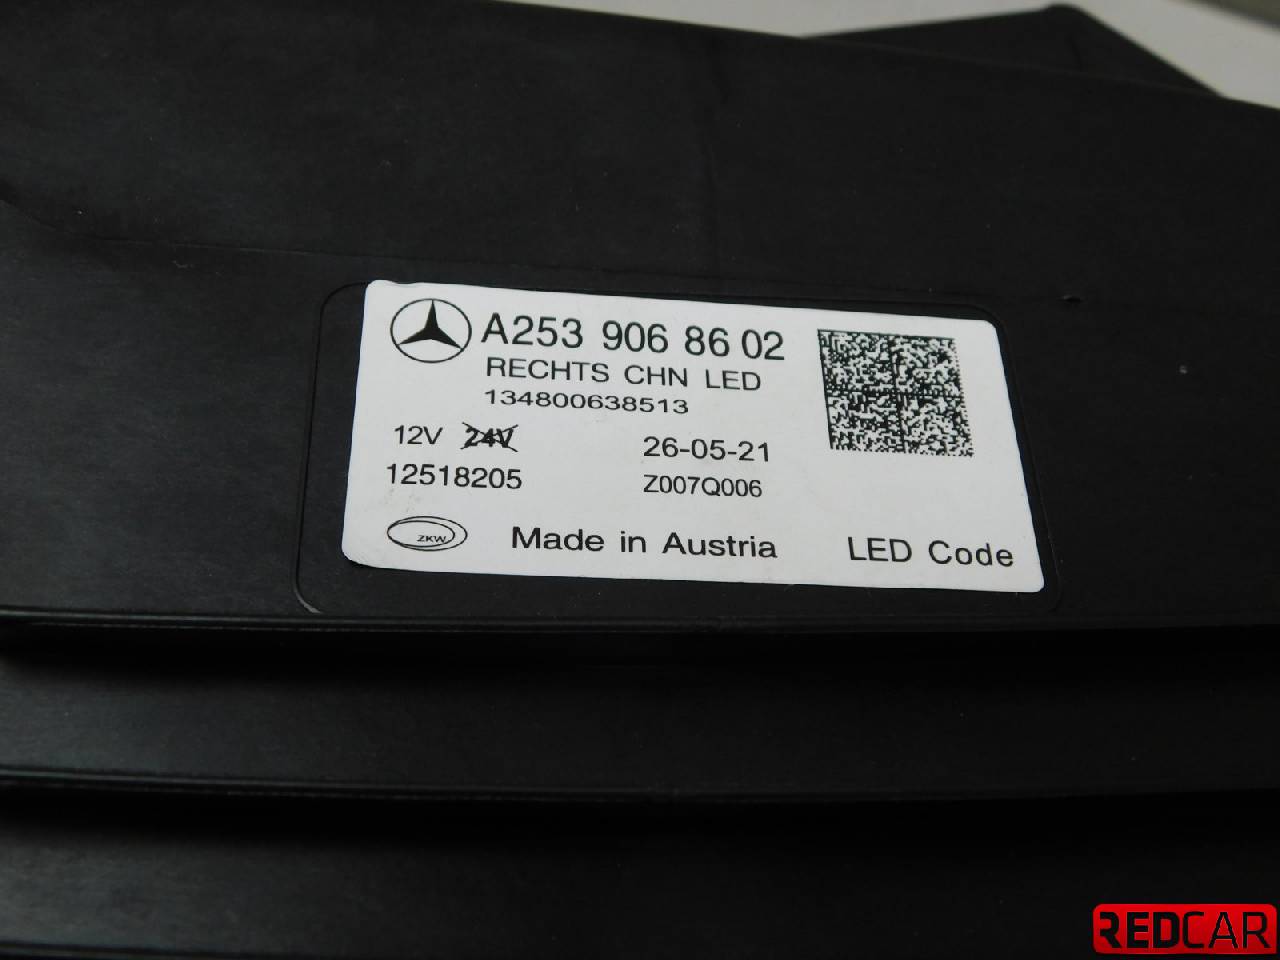 A253 906 86 02
RECHTS CHN LED
134800638513
12V 24V 26-05-21
12518205 Z007Q006
ZKW Made in Austria LED Code
REDCAR